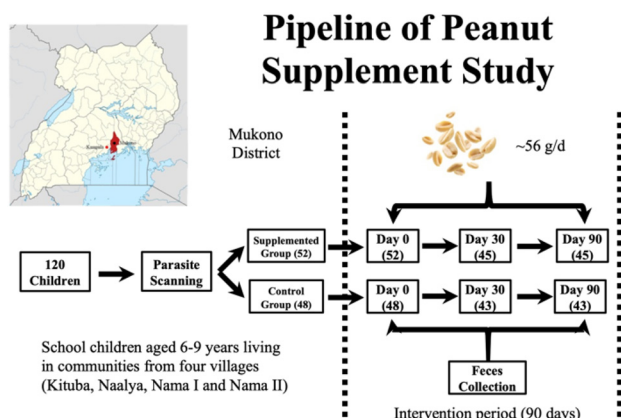 Pipeline of Peanut
Supplement Study
Mukono
District
~56 g/d
Kampala
Mukono
120
Children
Parasite
Scanning
Supplemented
Group (52)
Control
Group (48)
Day 0
(52)
Day 30
(45)
Day 90
(45)
Day 0
(48)
Day 30
(43)
Day 90
(43)
School children aged 6-9 years living
in communities from four villages
(Kituba, Naalya, Nama I and Nama II)
Feces
Collection
Intervention period (90 days)